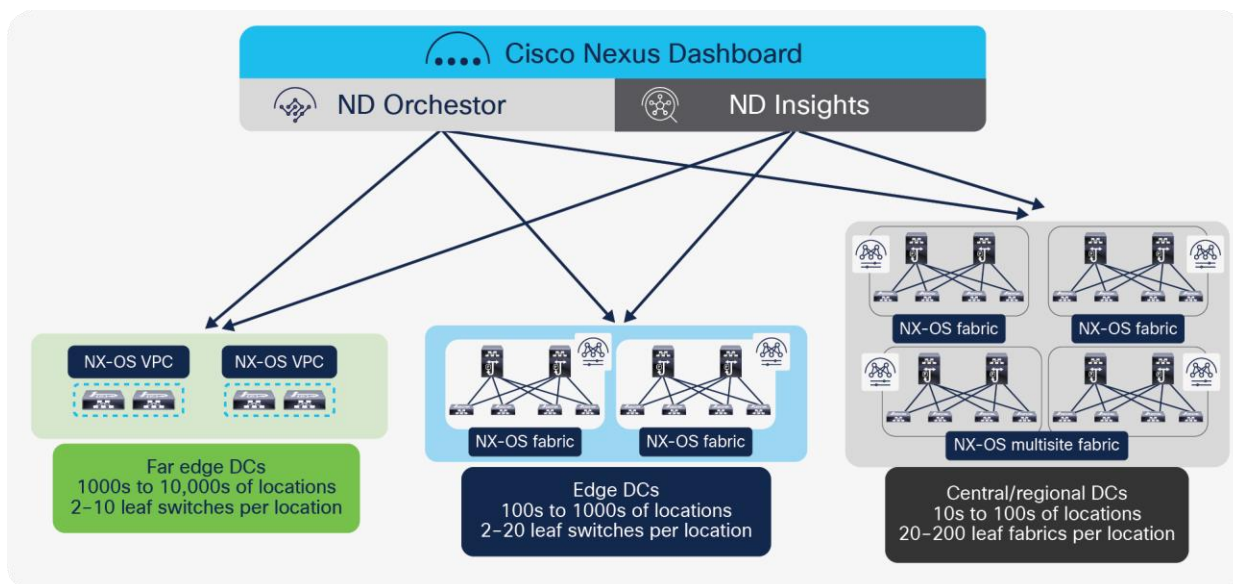 Cisco Nexus Dashboard
ND Orchestor
ND Insights
NX-OS VPC
NX-OS VPC
Far edge DCs
1000s to 10,000s of locations
2–10 leaf switches per location
NX-OS fabric
NX-OS fabric
Edge DCs
100s to 1000s of locations
2–20 leaf switches per location
NX-OS fabric
NX-OS fabric
NX-OS multisite fabric
Central/regional DCs
10s to 100s of locations
20–200 leaf fabrics per location